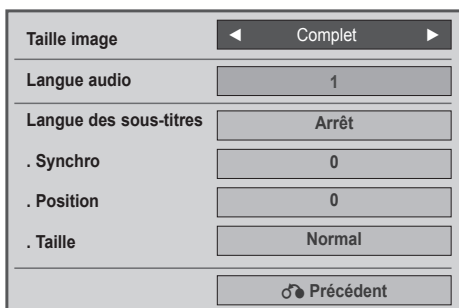 Taille image ◄ Complet ►
Langue audio 1
Langue des sous-titres Arrêt
. Synchro 0
. Position 0
. Taille Normal
Précédent